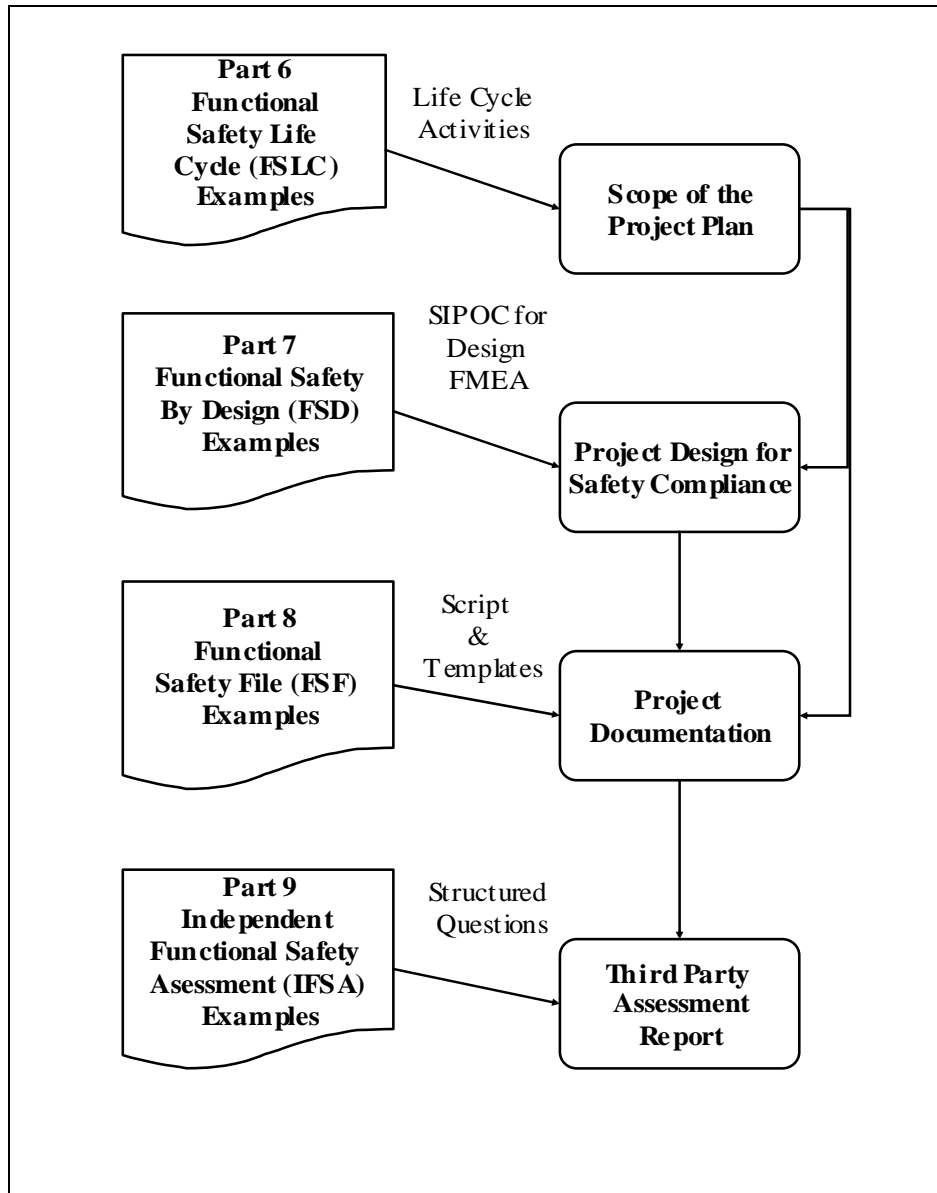 Part 6
Functional
Safety Life
Cycle (FSLC)
Examples
Life Cycle
Activities
Scope of the
Project Plan
Part 7
Functional Safety
By Design (FSD)
Examples
SIPOC for
Design
FMEA
Project Design for
Safety Compliance
Part 8
Functional
Safety File (FSF)
Examples
Script
&
Templates
Project
Documentation
Part 9
Independent
Functional Safety
Asessment (IFSA)
Examples
Structured
Questions
Third Party
Assessment
Report